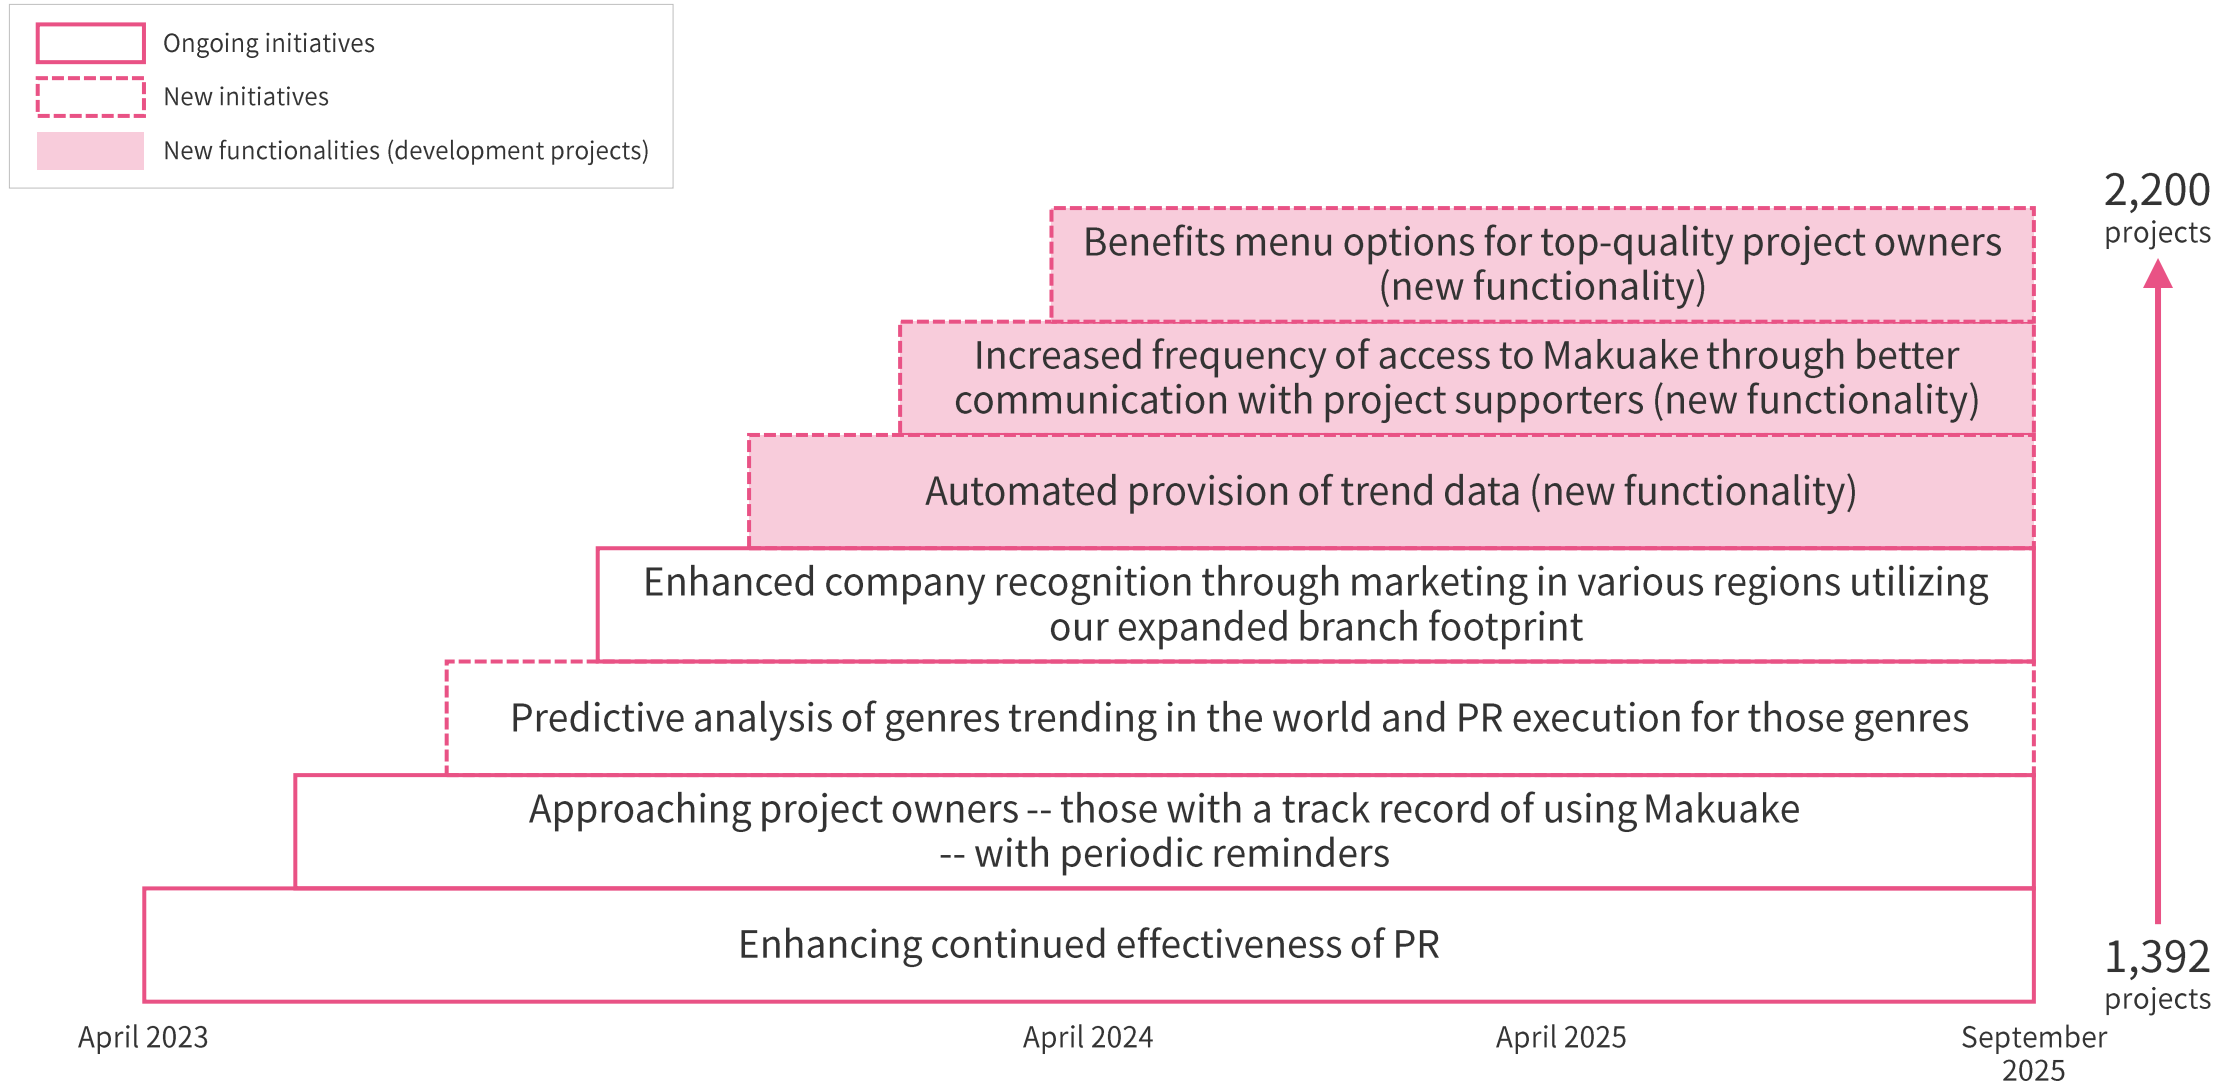 Ongoing initiatives
New initiatives
New functionalities (development projects)
2,200
projects
Benefits menu options for top-quality project owners
(new functionality)
Increased frequency of access to Makuake through better
communication with project supporters (new functionality)
Automated provision of trend data (new functionality)
Enhanced company recognition through marketing in various regions utilizing
our expanded branch footprint
Predictive analysis of genres trending in the world and PR execution for those genres
Approaching project owners -- those with a track record of using Makuake
-- with periodic reminders
Enhancing continued effectiveness of PR
1,392
projects
April 2023
April 2024
April 2025
September
2025